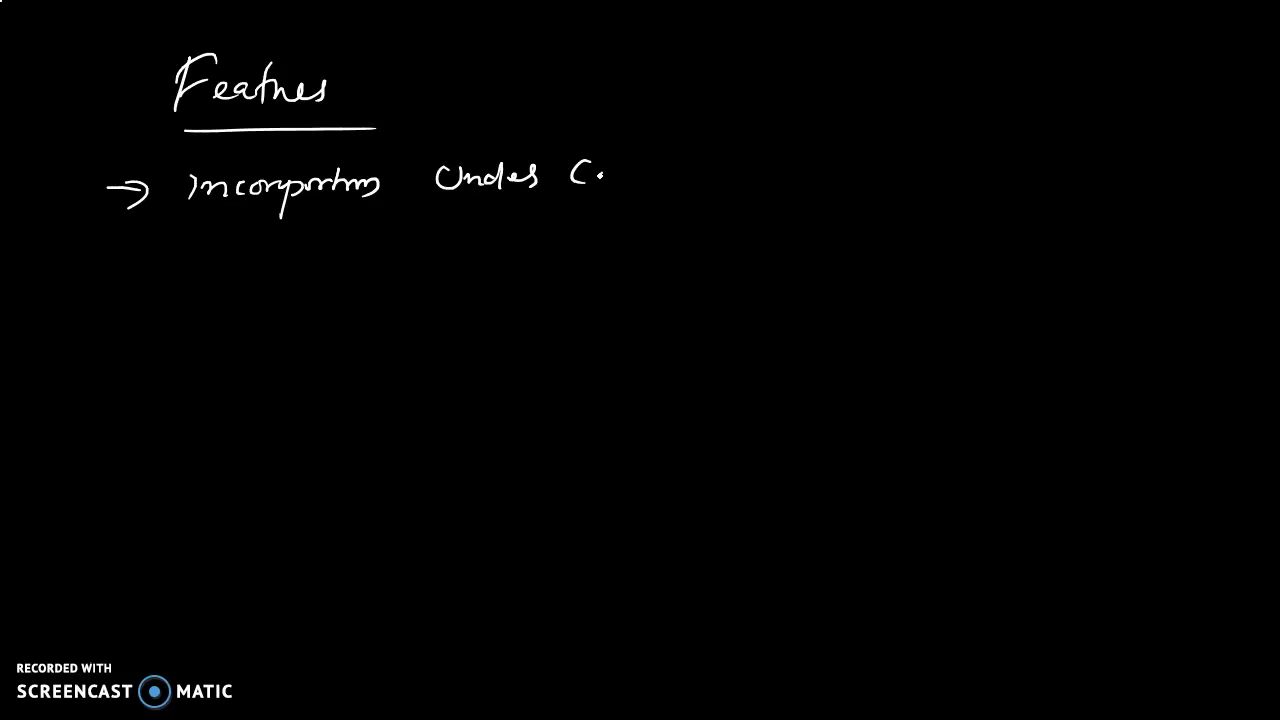 Features
→ Incorporation Under C.
RECORDED WITH
SCREENCAST MATIC